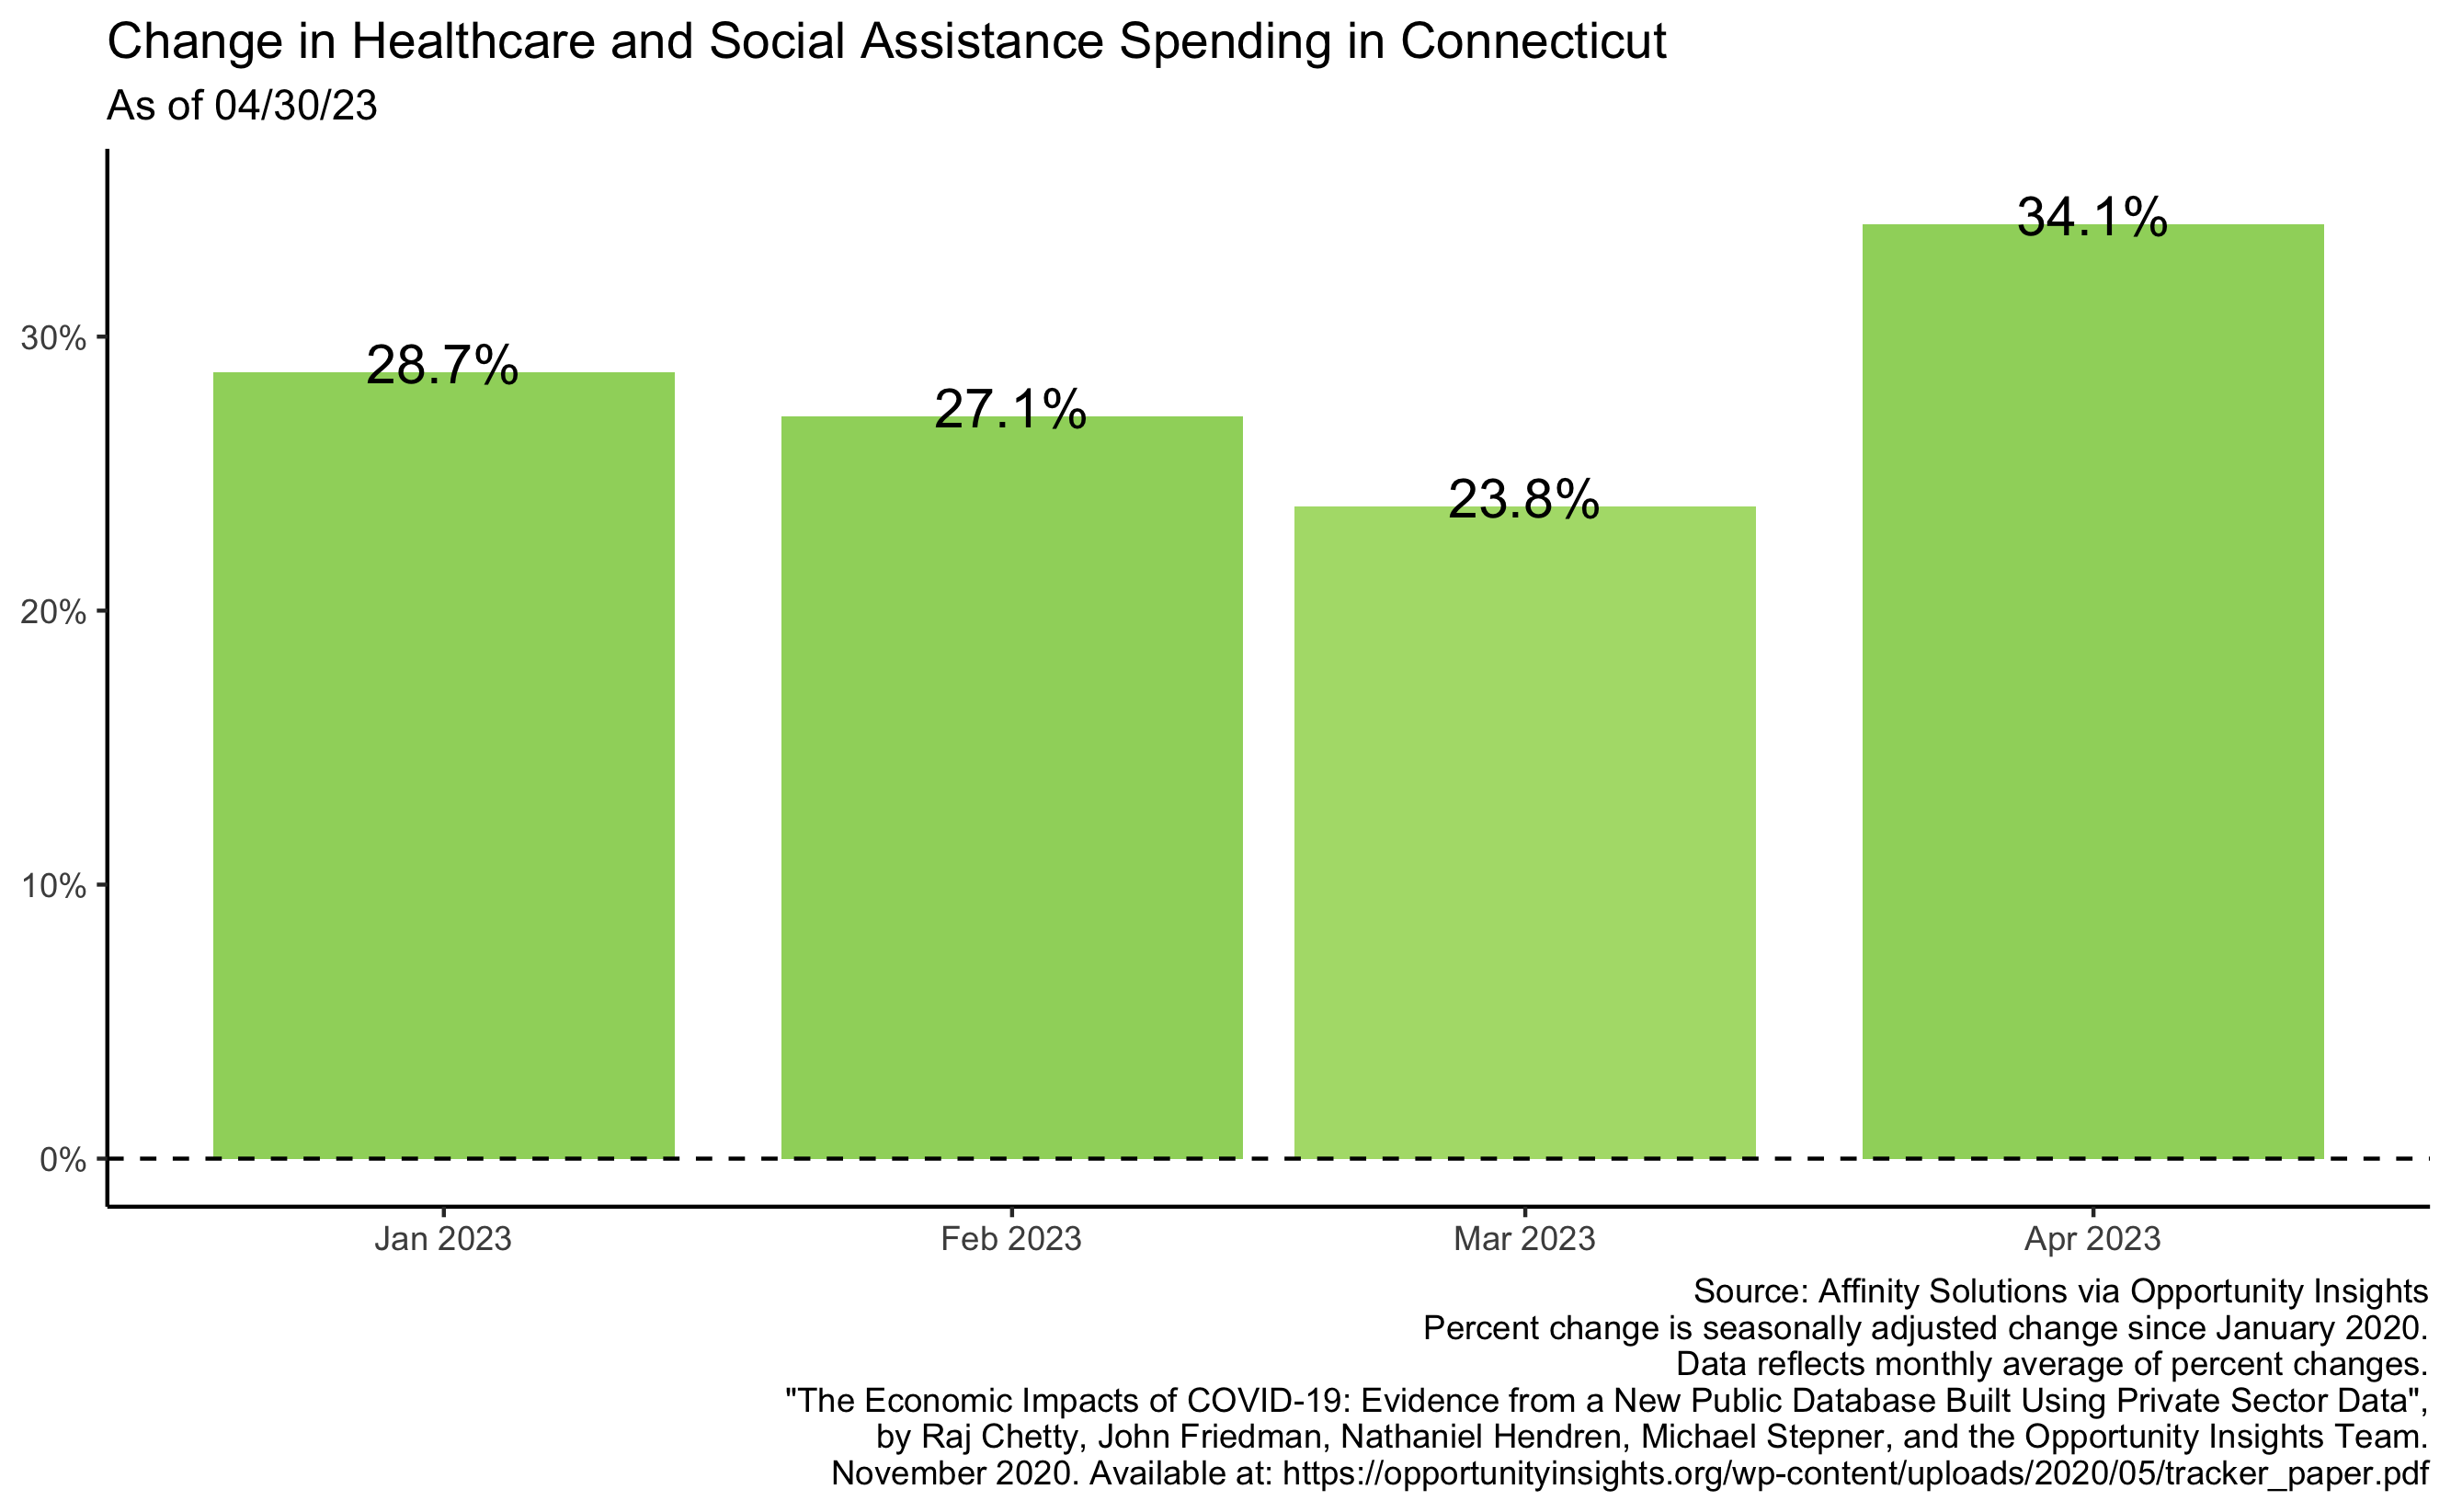 Change in Healthcare and Social Assistance Spending in Connecticut
As of 04/30/23
34.1%
30%
28.7%
27.1%
23.8%
20%
10%
0%
Jan 2023
Feb 2023
Mar 2023
Apr 2023
Source: Affinity Solutions via Opportunity Insights
Percent change is seasonally adjusted change since January 2020.
Data reflects monthly average of percent changes.
"The Economic Impacts of COVID-19: Evidence from a New Public Database Built Using Private Sector Data",
by Raj Chetty, John Friedman, Nathaniel Hendren, Michael Stepner, and the Opportunity Insights Team.
November 2020. Available at: https://opportunityinsights.org/wp-content/uploads/2020/05/tracker_paper.pdf